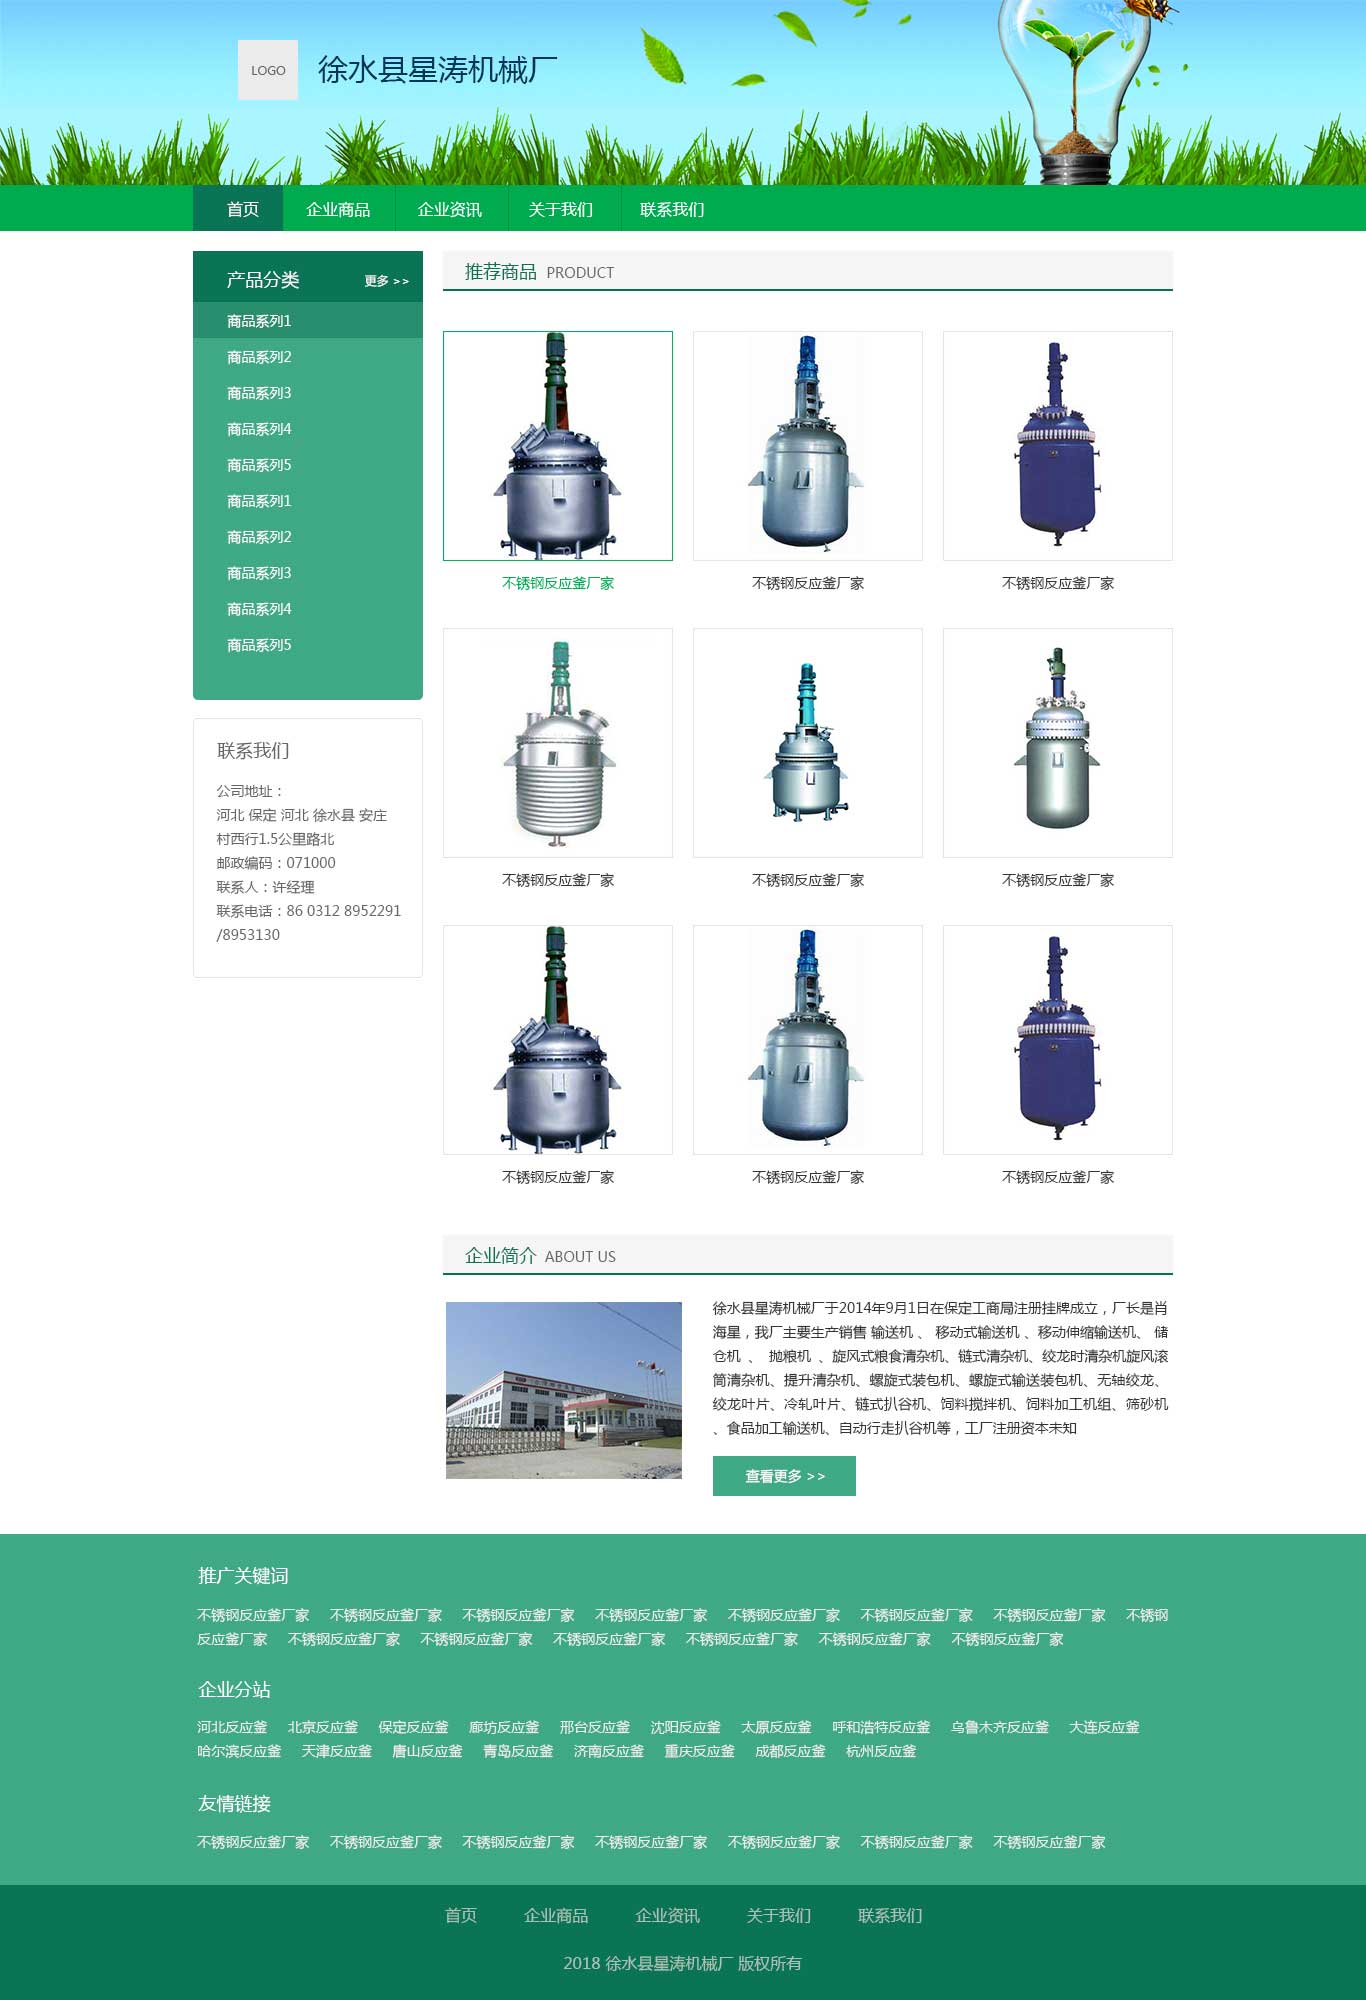 LOGO
徐水县星涛机械厂
首页 企业商品 企业资讯 关于我们 联系我们
产品分类 更多 >>
商品系列1
商品系列2
商品系列3
商品系列4
商品系列5
商品系列1
商品系列2
商品系列3
商品系列4
商品系列5
联系我们
公司地址：
河北 保定 河北 徐水县 安庄
村西行1.5公里路北
邮政编码：071000
联系人：许经理
联系电话：86 0312 8952291
/8953130
推荐商品 PRODUCT
不锈钢反应釜厂家 不锈钢反应釜厂家 不锈钢反应釜厂家
不锈钢反应釜厂家 不锈钢反应釜厂家 不锈钢反应釜厂家
不锈钢反应釜厂家 不锈钢反应釜厂家 不锈钢反应釜厂家
企业简介 ABOUT US
徐水县星涛机械厂于2014年9月1日在保定工商局注册挂牌成立，厂长是肖
海星，我厂主要生产销售 输送机 、 移动式输送机 、移动伸缩输送机、 储
仓机 、 抛粮机 、旋风式粮食清杂机、链式清杂机、绞龙时清杂机旋风滚
筒清杂机、提升清杂机、螺旋式装包机、螺旋式输送装包机、无轴绞龙、
绞龙叶片、冷轧叶片、链式扒谷机、饲料搅拌机、饲料加工机组、筛砂机
、食品加工输送机、自动行走扒谷机等，工厂注册资本未知
查看更多 >>
推广关键词
不锈钢反应釜厂家 不锈钢反应釜厂家 不锈钢反应釜厂家 不锈钢反应釜厂家 不锈钢反应釜厂家 不锈钢反应釜厂家 不锈钢反应釜厂家 不锈钢
反应釜厂家 不锈钢反应釜厂家 不锈钢反应釜厂家 不锈钢反应釜厂家 不锈钢反应釜厂家 不锈钢反应釜厂家 不锈钢反应釜厂家
企业分站
河北反应釜 北京反应釜 保定反应釜 廊坊反应釜 邢台反应釜 沈阳反应釜 太原反应釜 呼和浩特反应釜 乌鲁木齐反应釜 大连反应釜
哈尔滨反应釜 天津反应釜 唐山反应釜 青岛反应釜 济南反应釜 重庆反应釜 成都反应釜 杭州反应釜
友情链接
不锈钢反应釜厂家 不锈钢反应釜厂家 不锈钢反应釜厂家 不锈钢反应釜厂家 不锈钢反应釜厂家 不锈钢反应釜厂家 不锈钢反应釜厂家
首页 企业商品 企业资讯 关于我们 联系我们
2018 徐水县星涛机械厂 版权所有